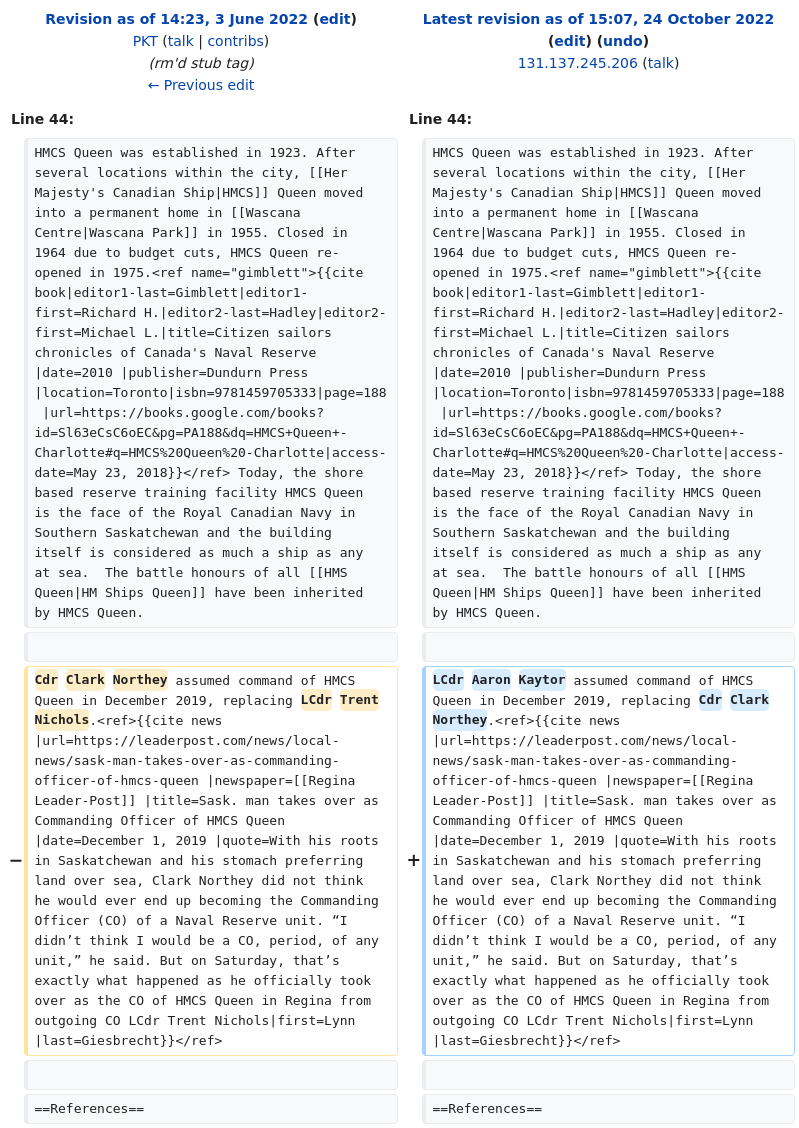 Revision as of 14:23, 3 June 2022 (edit)
PKT (talk | contribs)
(rm'd stub tag)
← Previous edit
Latest revision as of 15:07, 24 October 2022
(edit) (undo)
131.137.245.206 (talk)
Line 44:
HMCS Queen was established in 1923. After
several locations within the city, [[Her
Majesty's Canadian Ship|HMCS]] Queen moved
into a permanent home in [[Wascana
Centre|Wascana Park]] in 1955. Closed in
1964 due to budget cuts, HMCS Queen re-
opened in 1975.<ref name="gimblett">{{cite
book|editor1-last=Gimblett|editor1-
first=Richard H.|editor2-last=Hadley|editor2-
first=Michael L.|title=Citizen sailors
chronicles of Canada's Naval Reserve
|date=2010 |publisher=Dundurn Press
|location=Toronto|isbn=9781459705333|page=188
|url=https://books.google.com/books?
id=Sl63eCsC6oEC&pg=PA188&dq=HMCS+Queen+-
Charlotte#q=HMCS%20Queen%20-Charlotte|access-
date=May 23, 2018}}</ref> Today, the shore
based reserve training facility HMCS Queen
is the face of the Royal Canadian Navy in
Southern Saskatchewan and the building
itself is considered as much a ship as any
at sea.  The battle honours of all [[HMS
Queen|HM Ships Queen]] have been inherited
by HMCS Queen.
Line 44:
HMCS Queen was established in 1923. After
several locations within the city, [[Her
Majesty's Canadian Ship|HMCS]] Queen moved
into a permanent home in [[Wascana
Centre|Wascana Park]] in 1955. Closed in
1964 due to budget cuts, HMCS Queen re-
opened in 1975.<ref name="gimblett">{{cite
book|editor1-last=Gimblett|editor1-
first=Richard H.|editor2-last=Hadley|editor2-
first=Michael L.|title=Citizen sailors
chronicles of Canada's Naval Reserve
|date=2010 |publisher=Dundurn Press
|location=Toronto|isbn=9781459705333|page=188
|url=https://books.google.com/books?
id=Sl63eCsC6oEC&pg=PA188&dq=HMCS+Queen+-
Charlotte#q=HMCS%20Queen%20-Charlotte|access-
date=May 23, 2018}}</ref> Today, the shore
based reserve training facility HMCS Queen
is the face of the Royal Canadian Navy in
Southern Saskatchewan and the building
itself is considered as much a ship as any
at sea.  The battle honours of all [[HMS
Queen|HM Ships Queen]] have been inherited
by HMCS Queen.
−
Cdr Clark Northey assumed command of HMCS
Queen in December 2019, replacing LCdr Trent
Nichols.<ref>{{cite news
|url=https://leaderpost.com/news/local-
news/sask-man-takes-over-as-commanding-
officer-of-hmcs-queen |newspaper=[[Regina
Leader-Post]] |title=Sask. man takes over as
Commanding Officer of HMCS Queen
|date=December 1, 2019 |quote=With his roots
in Saskatchewan and his stomach preferring
land over sea, Clark Northey did not think
he would ever end up becoming the Commanding
Officer (CO) of a Naval Reserve unit. “I
didn’t think I would be a CO, period, of any
unit,” he said. But on Saturday, that’s
exactly what happened as he officially took
over as the CO of HMCS Queen in Regina from
outgoing CO LCdr Trent Nichols|first=Lynn
|last=Giesbrecht}}</ref>
+
LCdr Aaron Kaytor assumed command of HMCS
Queen in December 2019, replacing Cdr Clark
Northey.<ref>{{cite news
|url=https://leaderpost.com/news/local-
news/sask-man-takes-over-as-commanding-
officer-of-hmcs-queen |newspaper=[[Regina
Leader-Post]] |title=Sask. man takes over as
Commanding Officer of HMCS Queen
|date=December 1, 2019 |quote=With his roots
in Saskatchewan and his stomach preferring
land over sea, Clark Northey did not think
he would ever end up becoming the Commanding
Officer (CO) of a Naval Reserve unit. “I
didn’t think I would be a CO, period, of any
unit,” he said. But on Saturday, that’s
exactly what happened as he officially took
over as the CO of HMCS Queen in Regina from
outgoing CO LCdr Trent Nichols|first=Lynn
|last=Giesbrecht}}</ref>
==References==
==References==